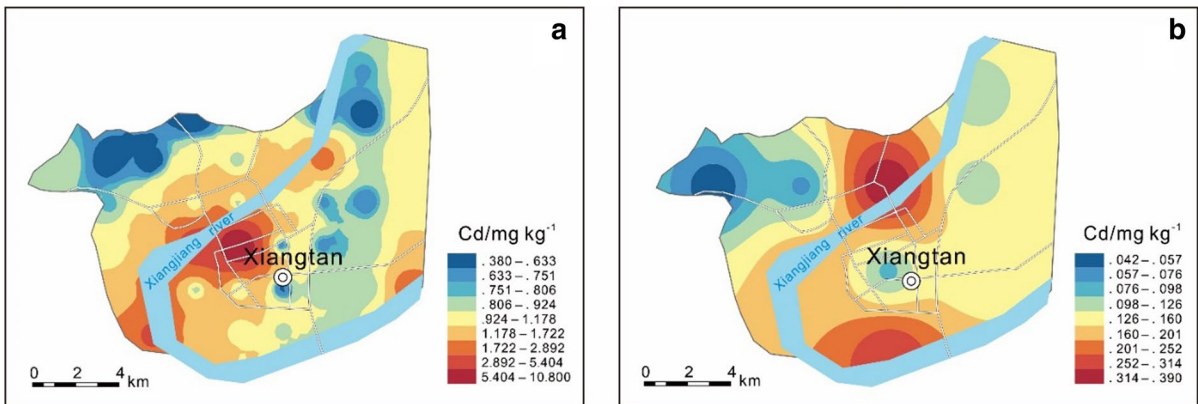 a
Xiangjiang river
Xiangtan
Cd/mg kg⁻¹
.380–.633
.633–.751
.751–.806
.806–.924
.924–1.178
1.178–1.722
1.722–2.892
2.892–5.404
5.404–10.800
0 2 4
km
b
Xiangjiang river
Xiangtan
Cd/mg kg⁻¹
.042–.057
.057–.076
.076–.098
.098–.126
.126–.160
.160–.201
.201–.252
.252–.314
.314–.390
0 2 4
km